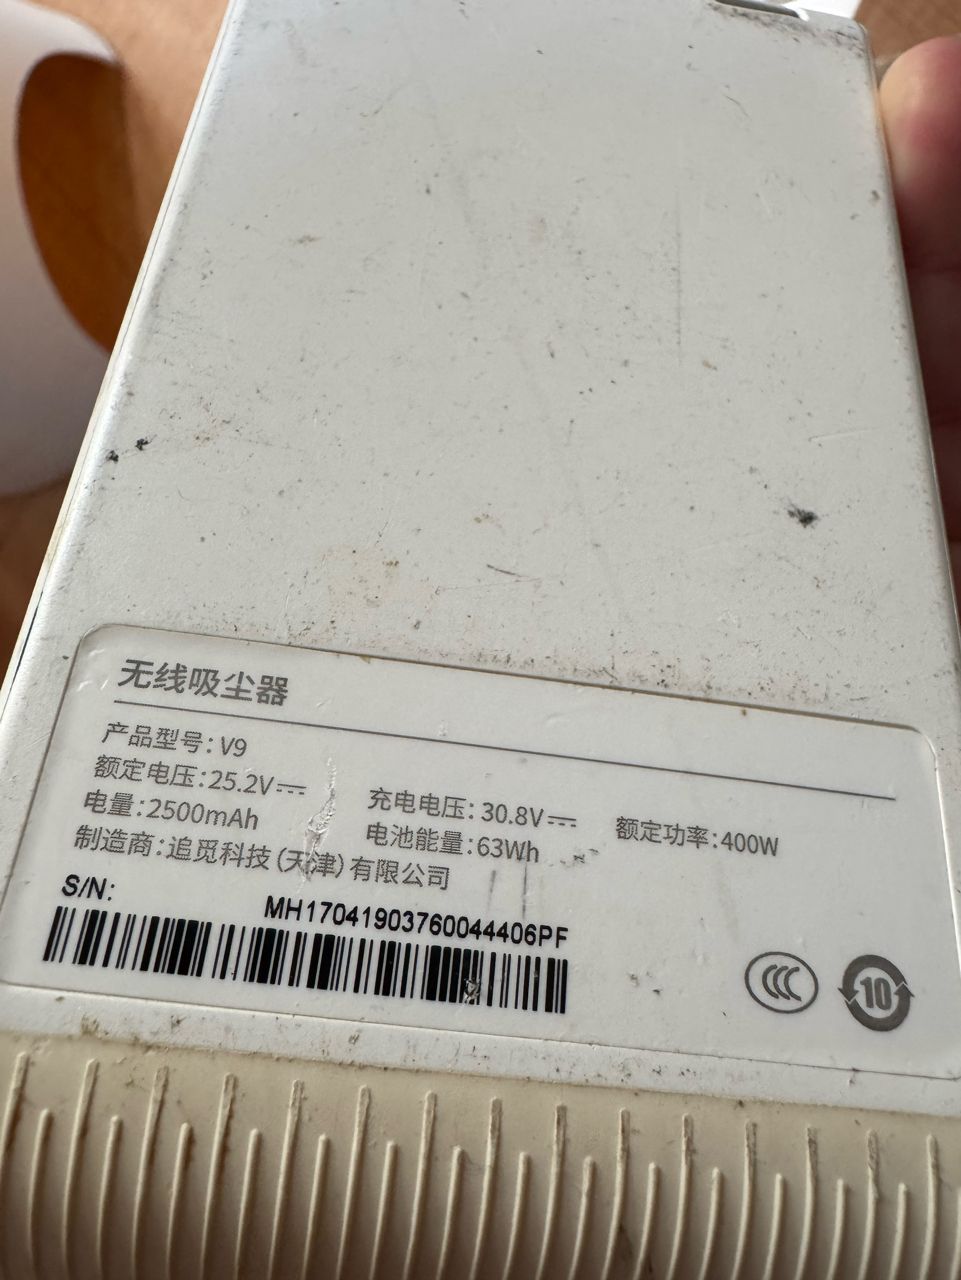 无线吸尘器
产品型号：V9
额定电压：25.2V⎓ 充电电压：30.8V⎓ 额定功率：400W
电量：2500mAh 电池能量：63Wh
制造商：追觅科技（天津）有限公司
S/N: MH17041903760044406PF
CCC
10